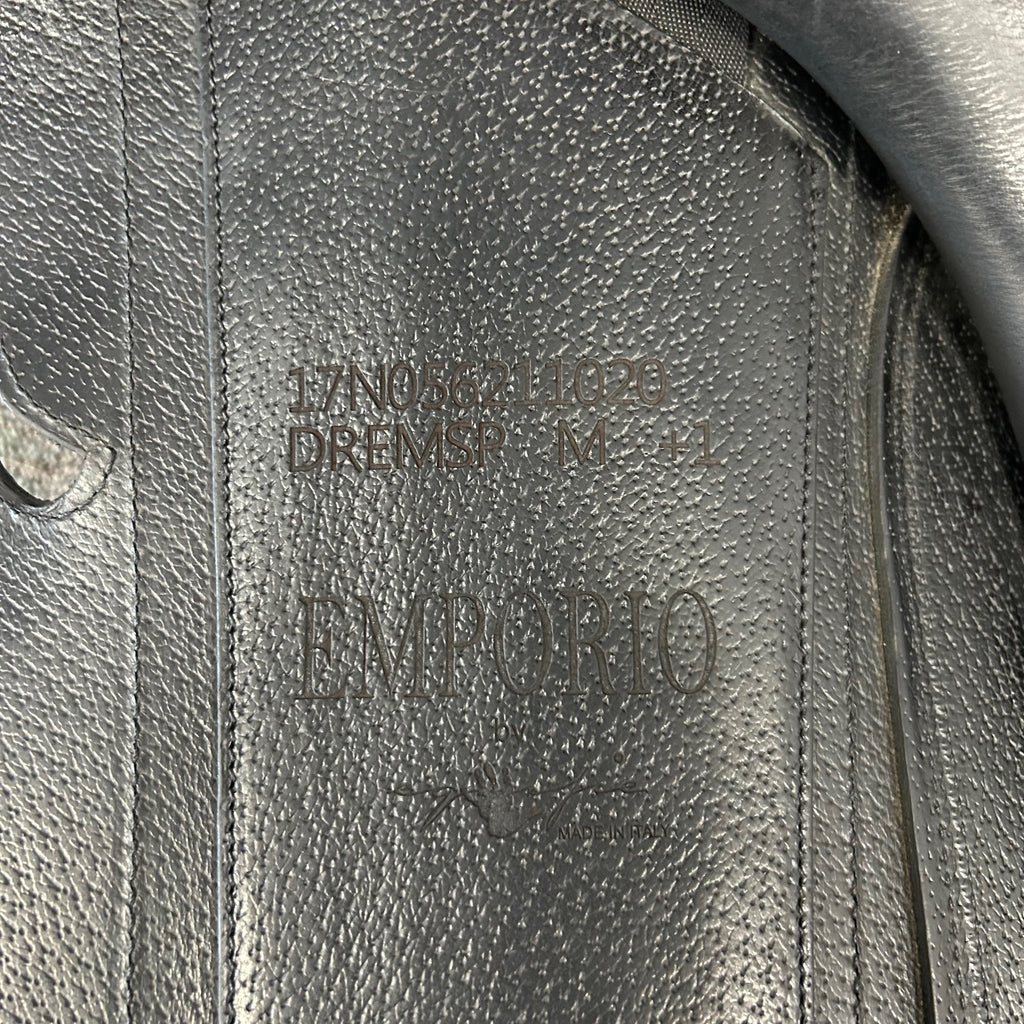 17N056211020
DREMSP M +1
EMPORIO
by
MADE IN ITALY